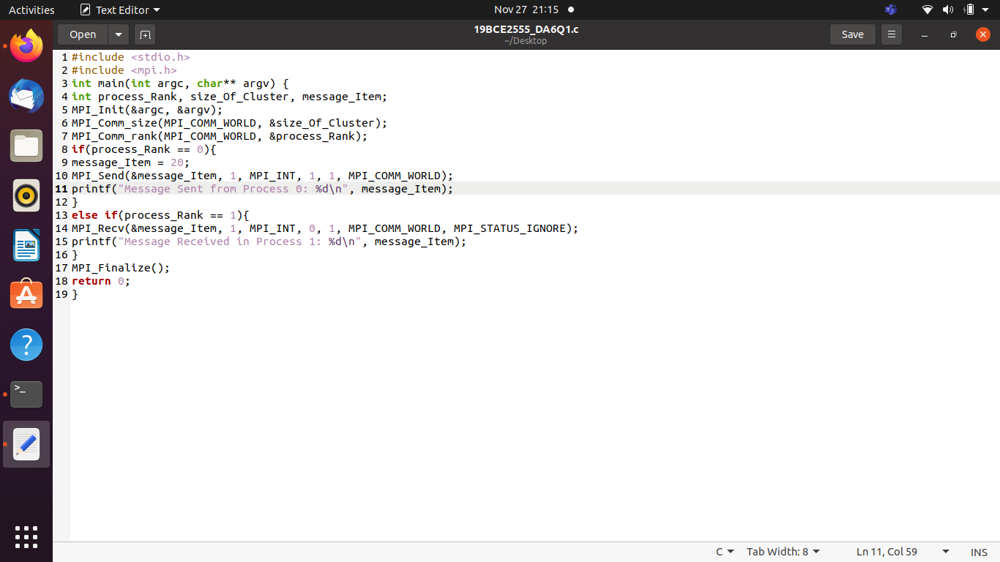 Activities Text Editor Nov 27 21:15
Open 19BCE2555_DA6Q1.c Save
~/Desktop
1 #include <stdio.h>
2 #include <mpi.h>
3 int main(int argc, char** argv) {
4 int process_Rank, size_Of_Cluster, message_Item;
5 MPI_Init(&argc, &argv);
6 MPI_Comm_size(MPI_COMM_WORLD, &size_Of_Cluster);
7 MPI_Comm_rank(MPI_COMM_WORLD, &process_Rank);
8 if(process_Rank == 0){
9 message_Item = 20;
10 MPI_Send(&message_Item, 1, MPI_INT, 1, 1, MPI_COMM_WORLD);
11 printf("Message Sent from Process 0: %d\n", message_Item);
12 }
13 else if(process_Rank == 1){
14 MPI_Recv(&message_Item, 1, MPI_INT, 0, 1, MPI_COMM_WORLD, MPI_STATUS_IGNORE);
15 printf("Message Received in Process 1: %d\n", message_Item);
16 }
17 MPI_Finalize();
18 return 0;
19 }
C Tab Width: 8 Ln 11, Col 59 INS